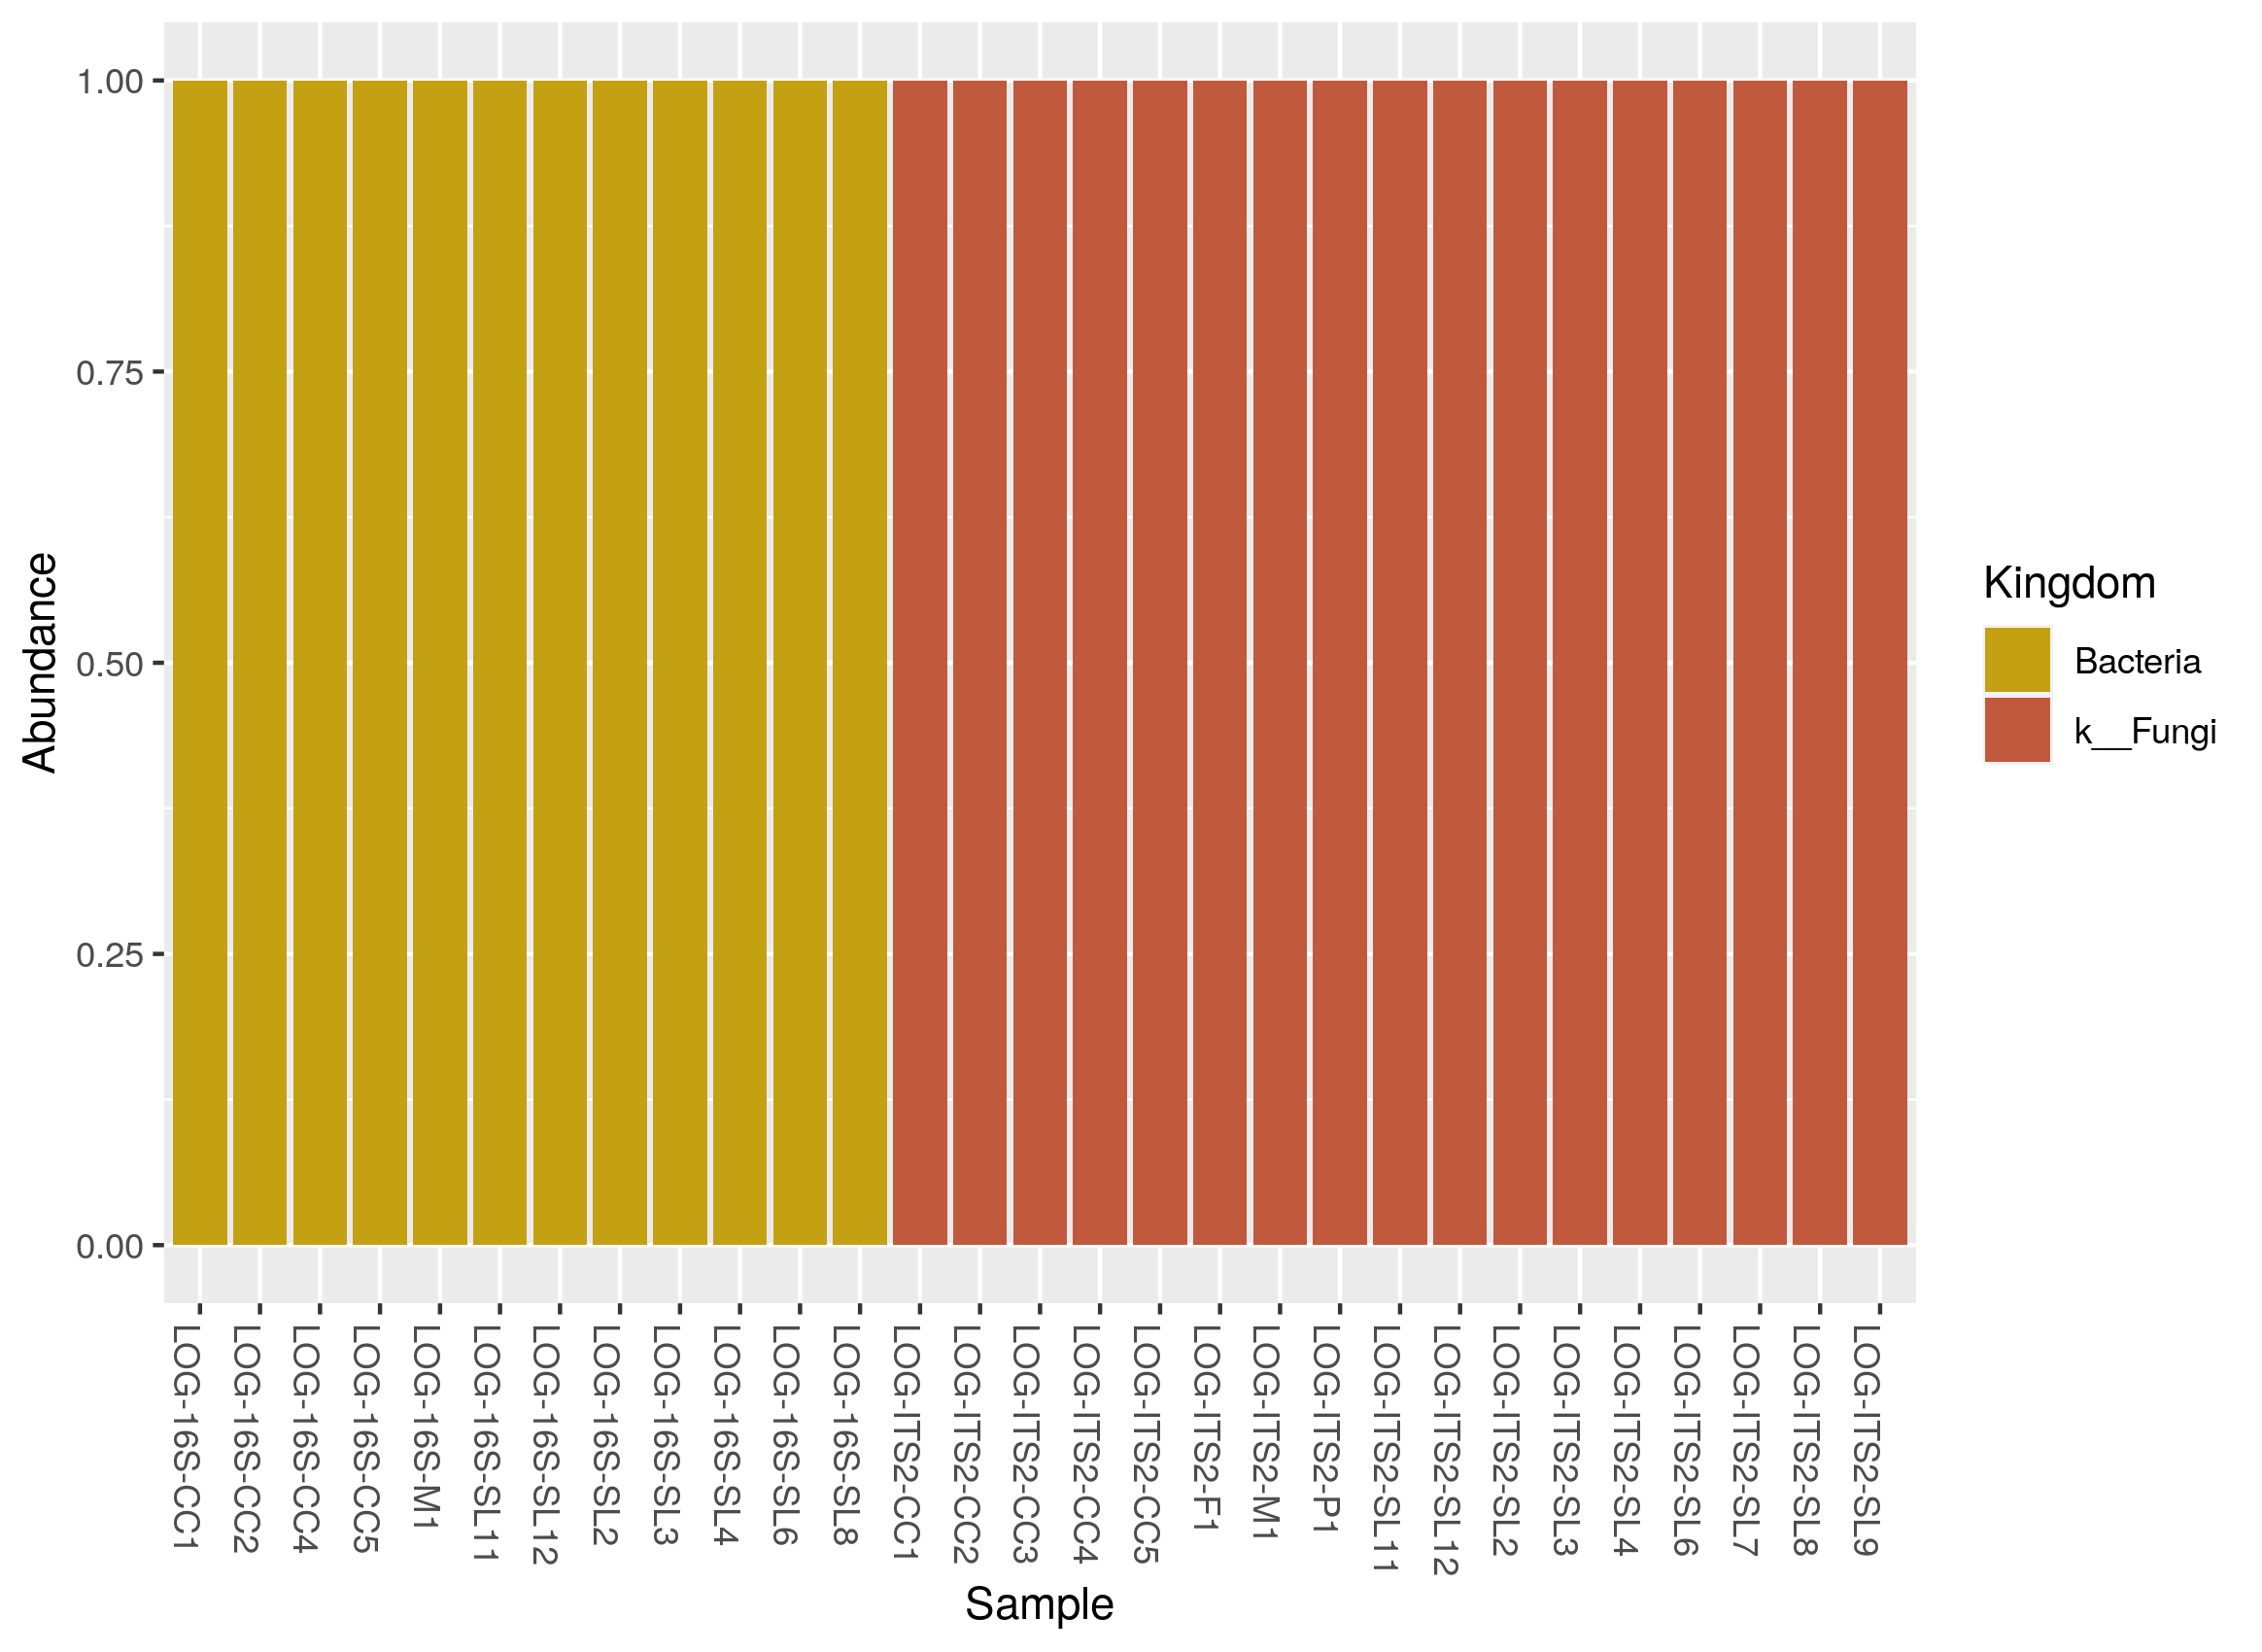 1.00
0.75
0.50
0.25
0.00
Abundance
LOG-16S-CC1
LOG-16S-CC2
LOG-16S-CC4
LOG-16S-CC5
LOG-16S-M1
LOG-16S-SL11
LOG-16S-SL12
LOG-16S-SL2
LOG-16S-SL3
LOG-16S-SL4
LOG-16S-SL6
LOG-16S-SL8
LOG-ITS2-CC1
LOG-ITS2-CC2
LOG-ITS2-CC3
LOG-ITS2-CC4
LOG-ITS2-CC5
LOG-ITS2-F1
LOG-ITS2-M1
LOG-ITS2-P1
LOG-ITS2-SL11
LOG-ITS2-SL12
LOG-ITS2-SL2
LOG-ITS2-SL3
LOG-ITS2-SL4
LOG-ITS2-SL6
LOG-ITS2-SL7
LOG-ITS2-SL8
LOG-ITS2-SL9
Sample
Kingdom
Bacteria
k__Fungi